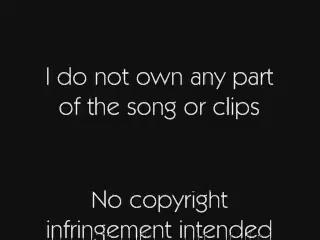 I do not own any part
of the song or clips
No copyright
infringement intended